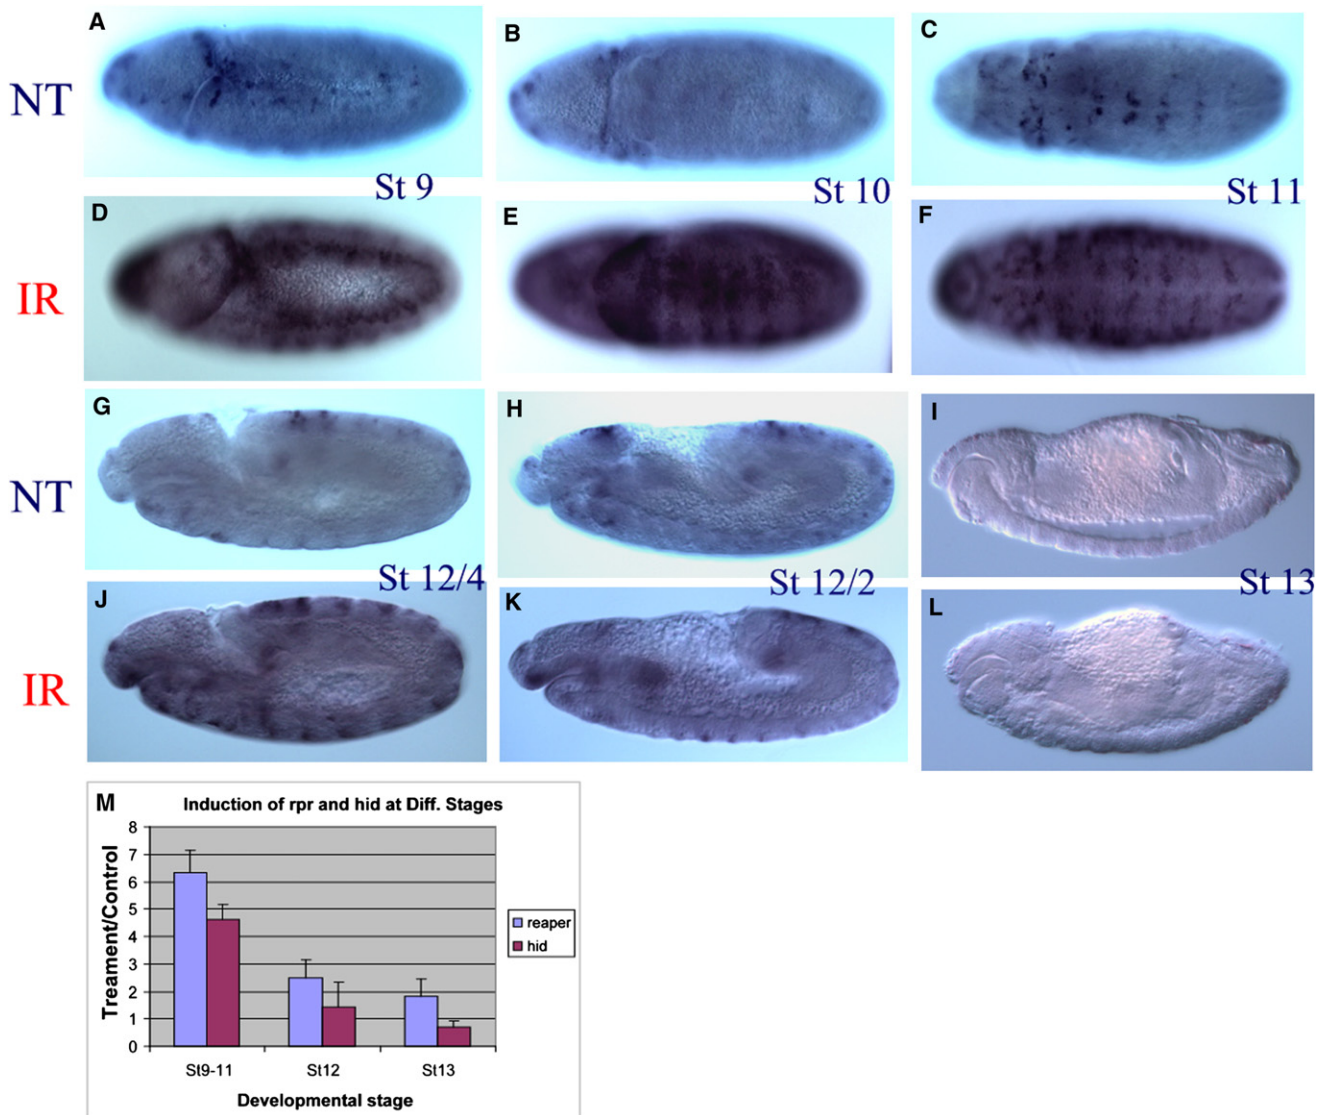 A
B
C
NT
St 9
St 10
St 11
D
E
F
IR
G
H
I
NT
St 12/4
St 12/2
St 13
J
K
L
IR
M
Induction of rpr and hid at Diff. Stages
Treament/Control
8
7
6
5
4
3
2
1
0
reaper
hid
St9-11
St12
St13
Developmental stage